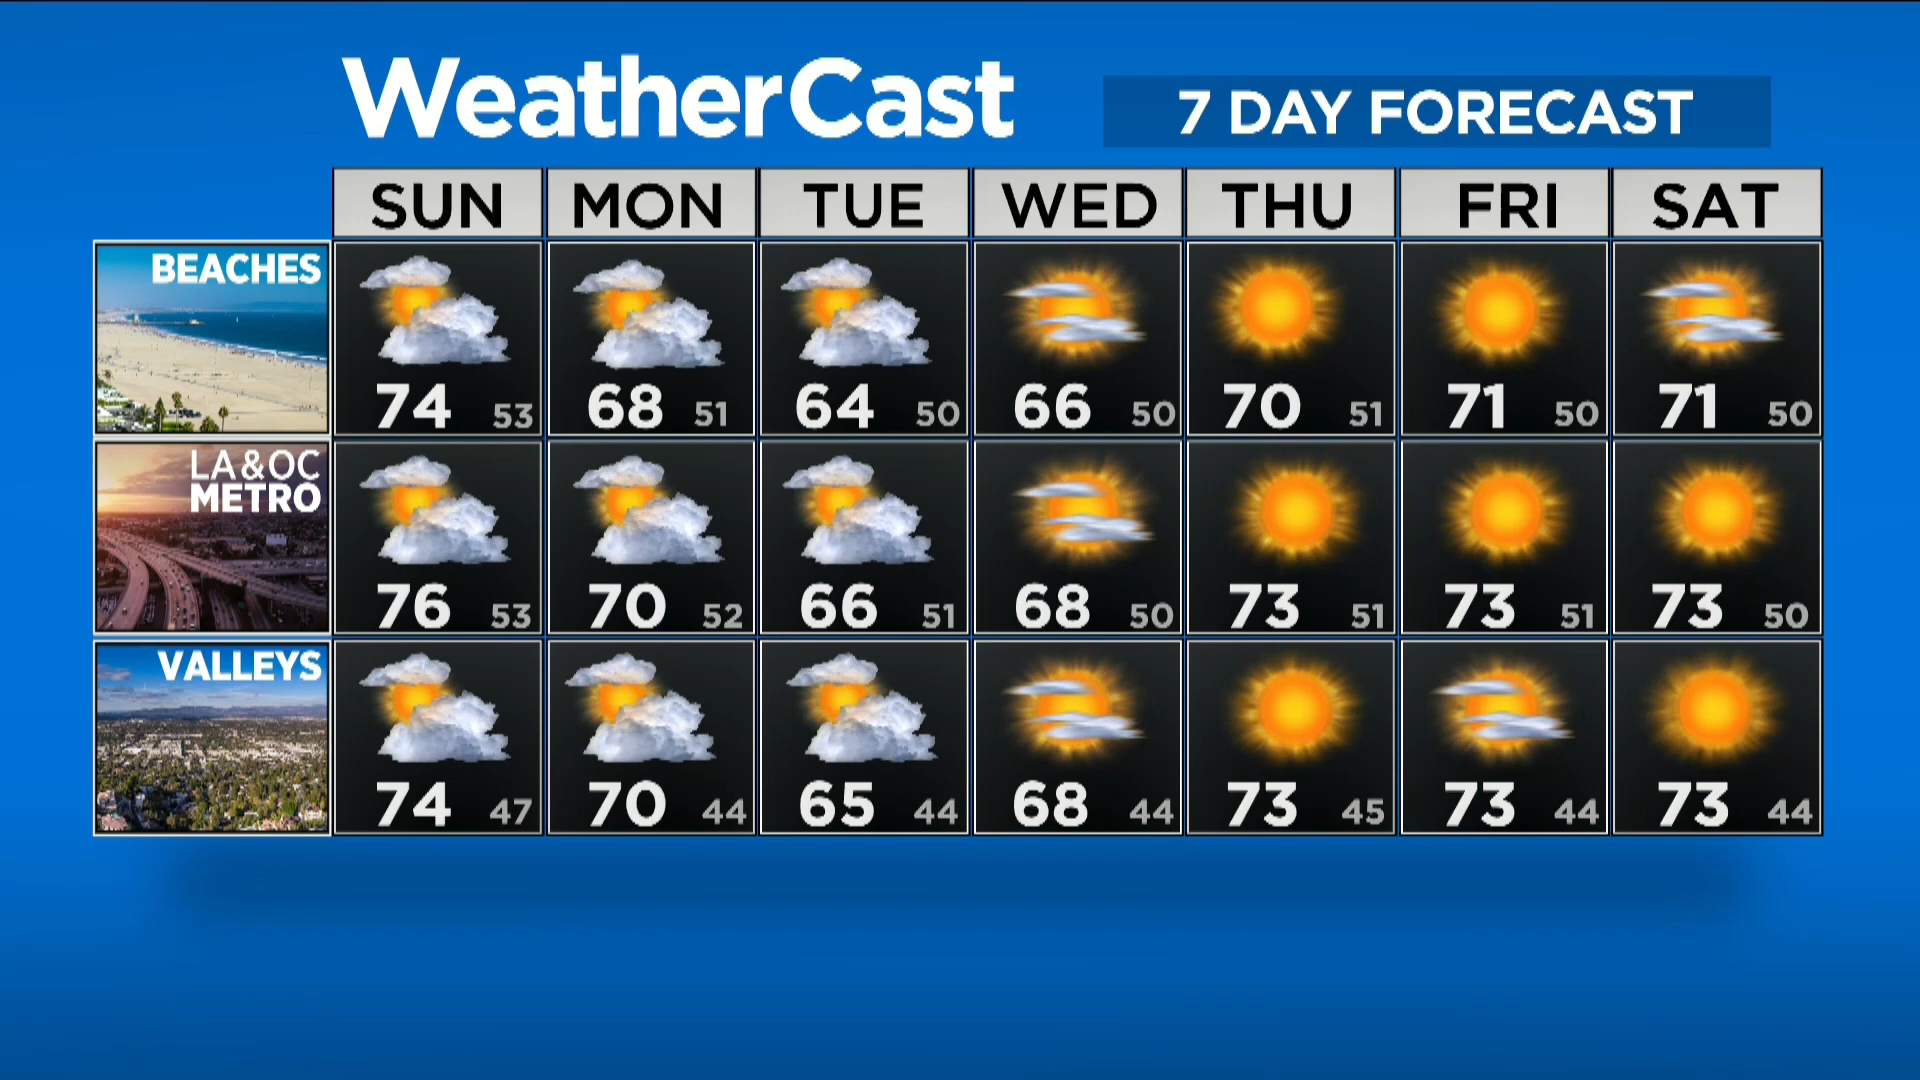 WeatherCast
7 DAY FORECAST
SUN MON TUE WED THU FRI SAT
BEACHES
74 53 68 51 64 50 66 50 70 51 71 50 71 50
LA&OC
METRO
76 53 70 52 66 51 68 50 73 51 73 51 73 50
VALLEYS
74 47 70 44 65 44 68 44 73 45 73 44 73 44